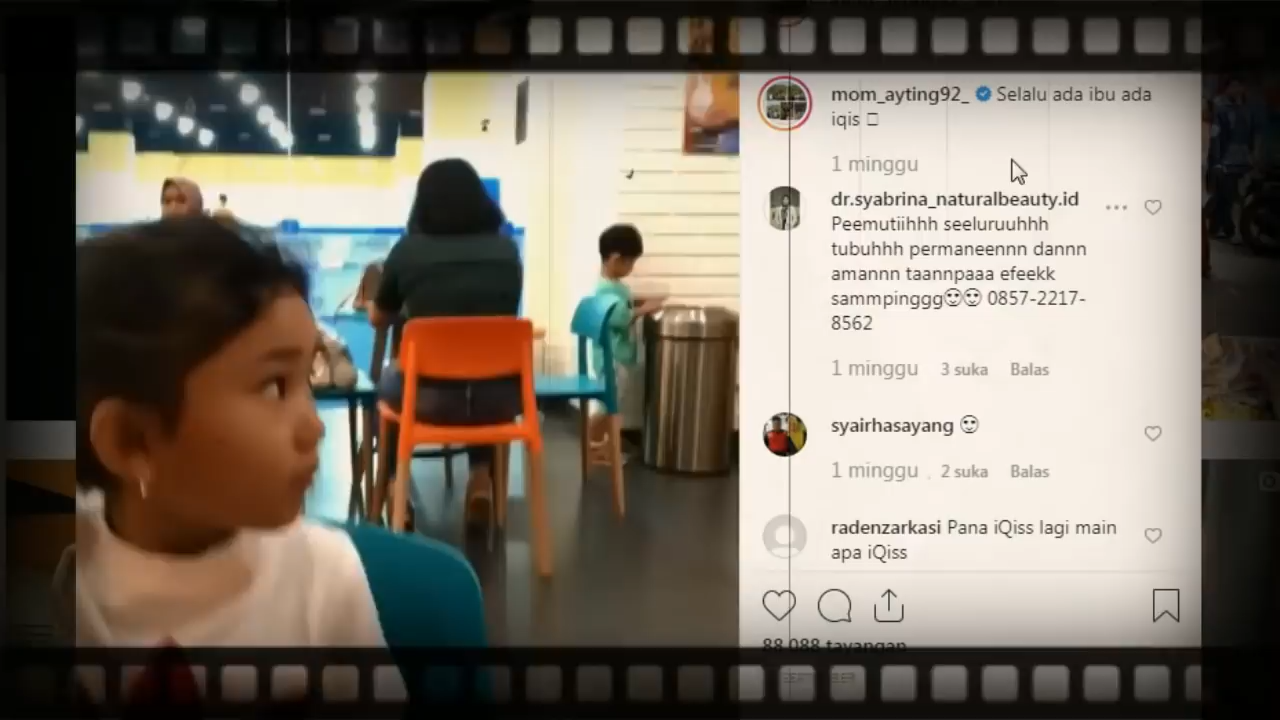 mom_ayting92_ Selalu ada ibu ada
iqis
1 minggu
dr.syabrina_naturalbeauty.id
Peemutiihhh seeluruuhhh
tubuhhh permaneennn dannn
amannn taannpaaa efeekk
sammpinggg 0857-2217-
8562
1 minggu 3 suka Balas
syairhasayang
1 minggu 2 suka Balas
radenzarkasi Pana iQiss lagi main
apa iQiss
88,088 tayangan